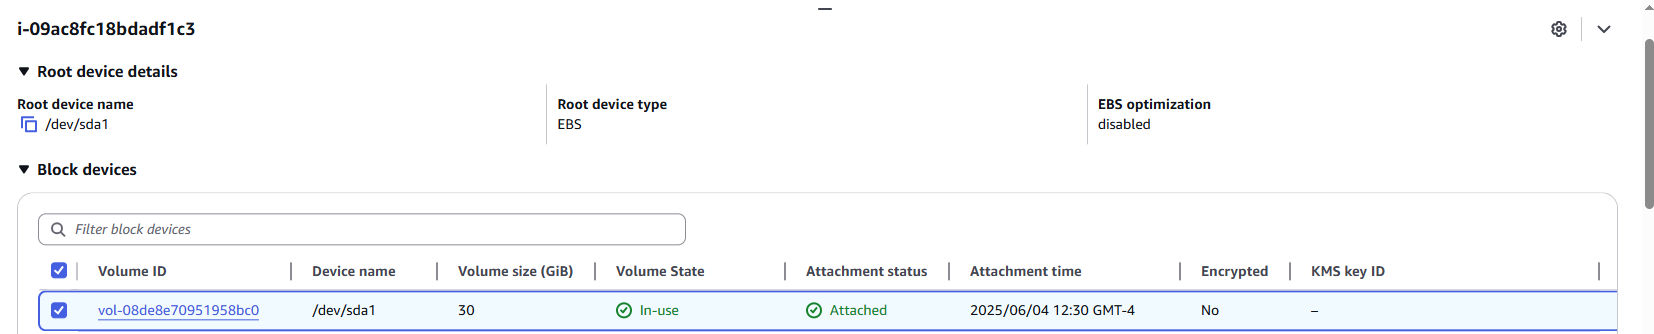 i-09ac8fc18bdadf1c3
Root device details
Root device name Root device type EBS optimization
/dev/sda1 EBS disabled
Block devices
Filter block devices
Volume ID Device name Volume size (GiB) Volume State Attachment status Attachment time Encrypted KMS key ID
vol-08de8e70951958bc0 /dev/sda1 30 In-use Attached 2025/06/04 12:30 GMT-4 No –